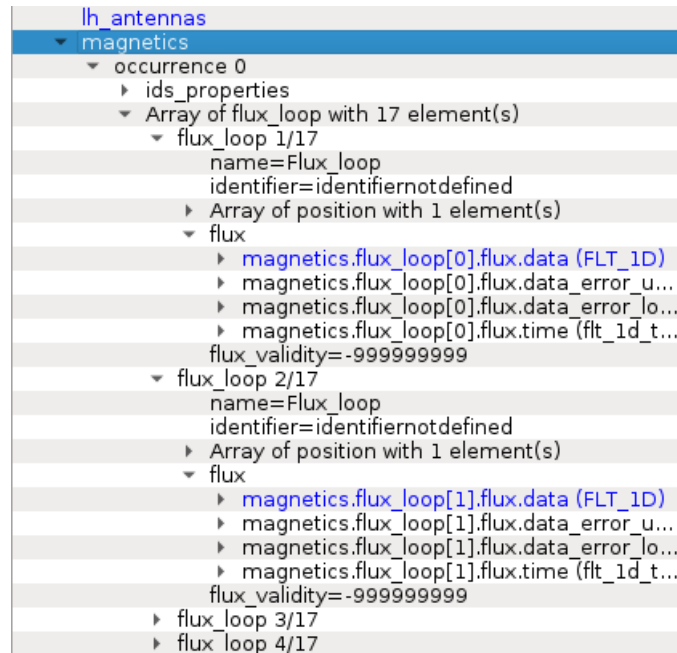 lh_antennas
magnetics
occurrence 0
ids_properties
Array of flux_loop with 17 element(s)
flux_loop 1/17
name=Flux_loop
identifier=identifiernotdefined
Array of position with 1 element(s)
flux
magnetics.flux_loop[0].flux.data (FLT_1D)
magnetics.flux_loop[0].flux.data_error_u...
magnetics.flux_loop[0].flux.data_error_lo...
magnetics.flux_loop[0].flux.time (flt_1d_t...
flux_validity=-999999999
flux_loop 2/17
name=Flux_loop
identifier=identifiernotdefined
Array of position with 1 element(s)
flux
magnetics.flux_loop[1].flux.data (FLT_1D)
magnetics.flux_loop[1].flux.data_error_u...
magnetics.flux_loop[1].flux.data_error_lo...
magnetics.flux_loop[1].flux.time (flt_1d_t...
flux_validity=-999999999
flux_loop 3/17
flux_loop 4/17